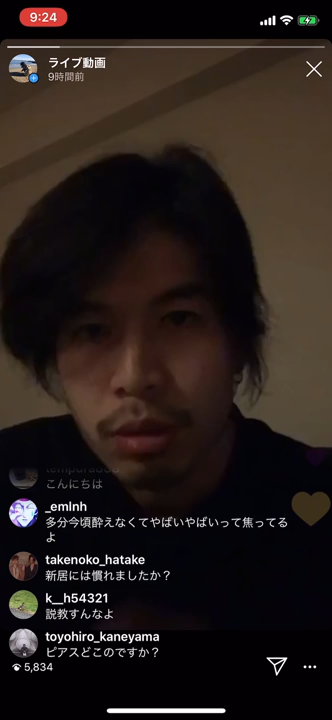 9:24
ライブ動画
9時間前
こんにちは
_emlnh
多分今頃酔えなくてやばいやばいって焦ってる
よ
takenoko_hatake
新居には慣れましたか？
k__h54321
説教すんなよ
toyohiro_kaneyama
ピアスどこのですか？
5,834